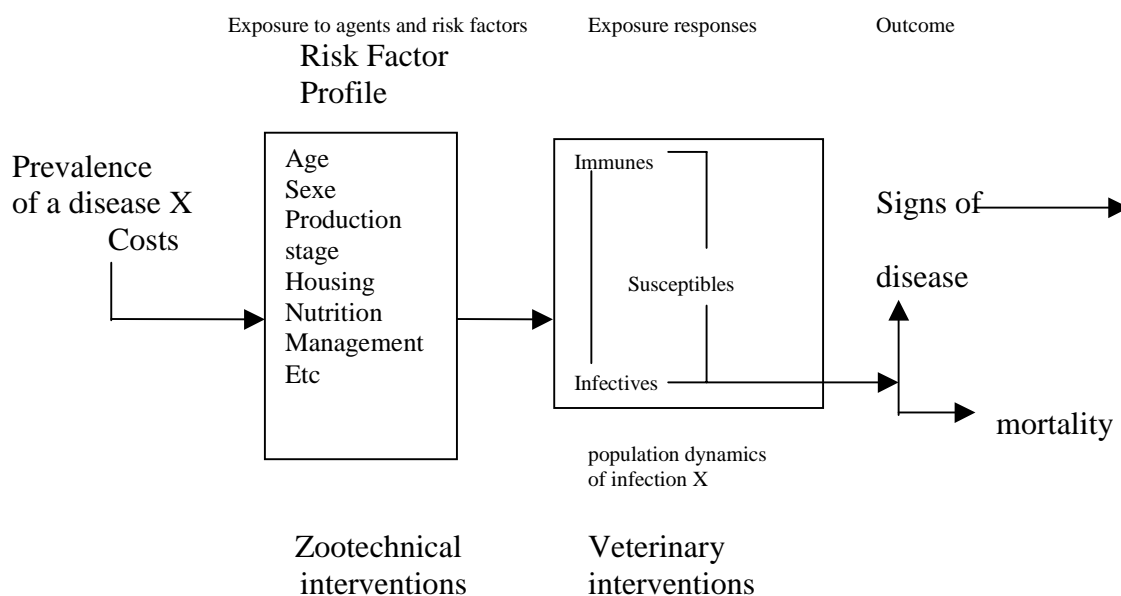 Exposure to agents and risk factors
Exposure responses
Outcome
Risk Factor
Profile
Prevalence
of a disease X
Costs
Age
Sexe
Production
stage
Housing
Nutrition
Management
Etc
Immunes
Susceptibles
Infectives
Signs of
disease
mortality
population dynamics
of infection X
Zootechnical
interventions
Veterinary
interventions